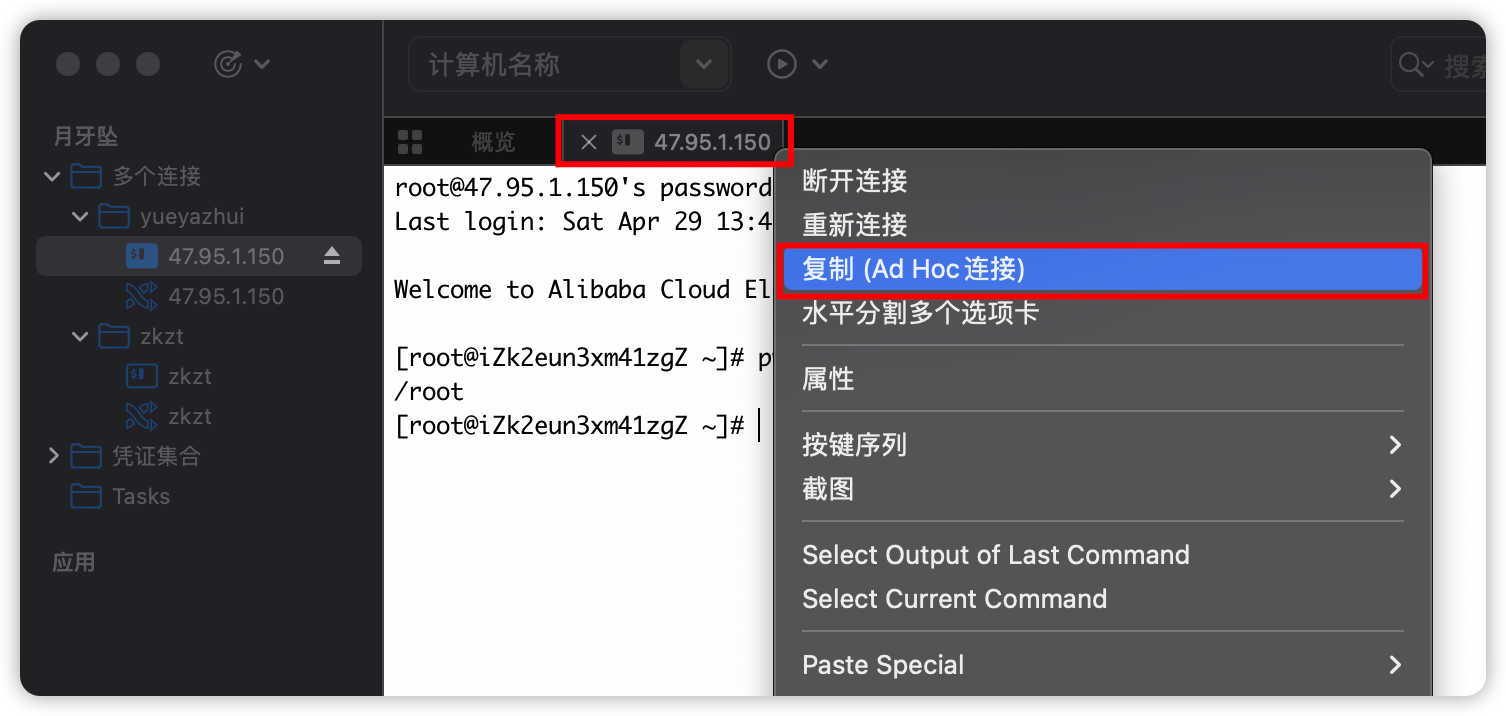 计算机名称
搜索
月牙坠
多个连接
yueyazhui
47.95.1.150
47.95.1.150
zkzt
zkzt
zkzt
凭证集合
Tasks
应用
概览
47.95.1.150
root@47.95.1.150's password
Last login: Sat Apr 29 13:4
Welcome to Alibaba Cloud El
[root@iZk2eun3xm41zgZ ~]#
/root
[root@iZk2eun3xm41zgZ ~]#
断开连接
重新连接
复制 (Ad Hoc连接)
水平分割多个选项卡
属性
按键序列
截图
Select Output of Last Command
Select Current Command
Paste Special